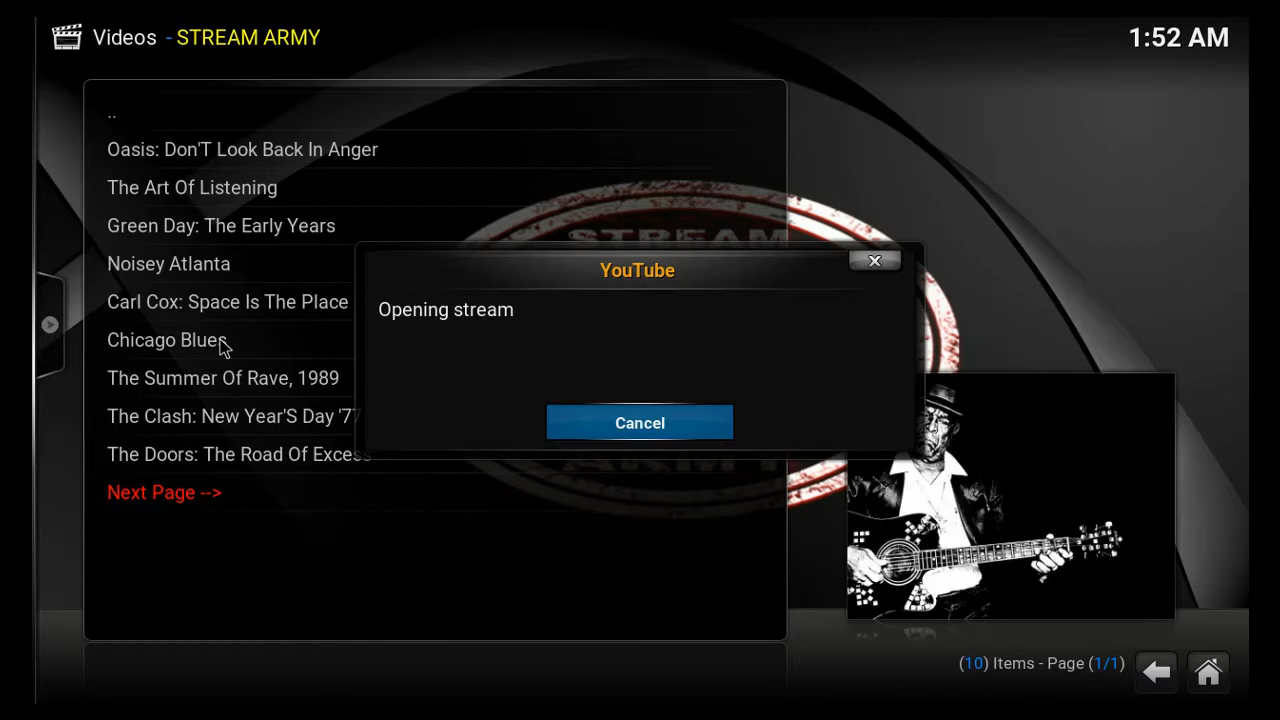 Videos - STREAM ARMY
1:52 AM
..
Oasis: Don'T Look Back In Anger
The Art Of Listening
Green Day: The Early Years
Noisey Atlanta
Carl Cox: Space Is The Place
Chicago Blues
The Summer Of Rave, 1989
The Clash: New Year'S Day '77
The Doors: The Road Of Excess
Next Page -->
STREAM
ARMY
YouTube
Opening stream
Cancel
(10) Items - Page (1/1)